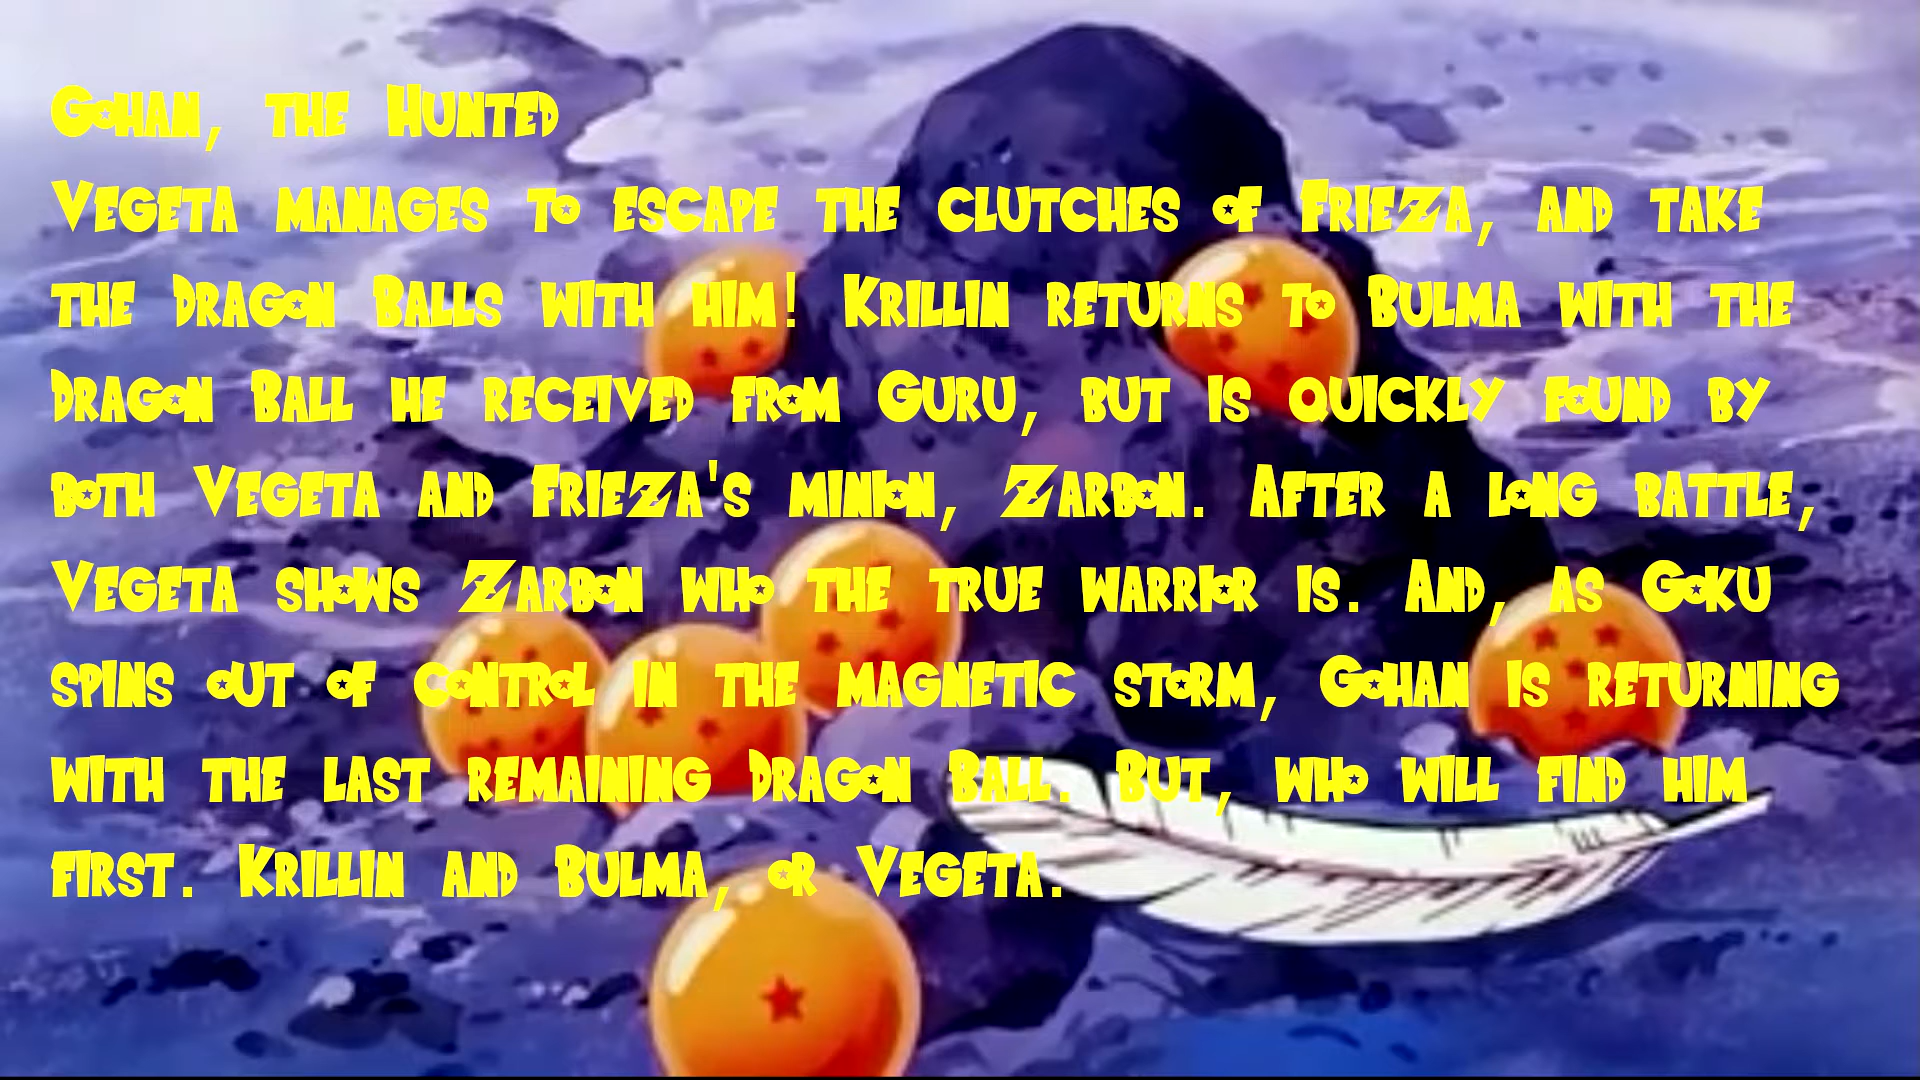 Gohan, the Hunted
Vegeta manages to escape the clutches of Frieza, and take
the Dragon Balls with him! Krillin returns to Bulma with the
Dragon Ball he received from Guru, but is quickly found by
both Vegeta and Frieza's minion, Zarbon. After a long battle,
Vegeta shows Zarbon who the true warrior is. And, as Goku
spins out of control in the magnetic storm, Gohan is returning
with the last remaining Dragon Ball. But, who will find him
first. Krillin and Bulma, or Vegeta.